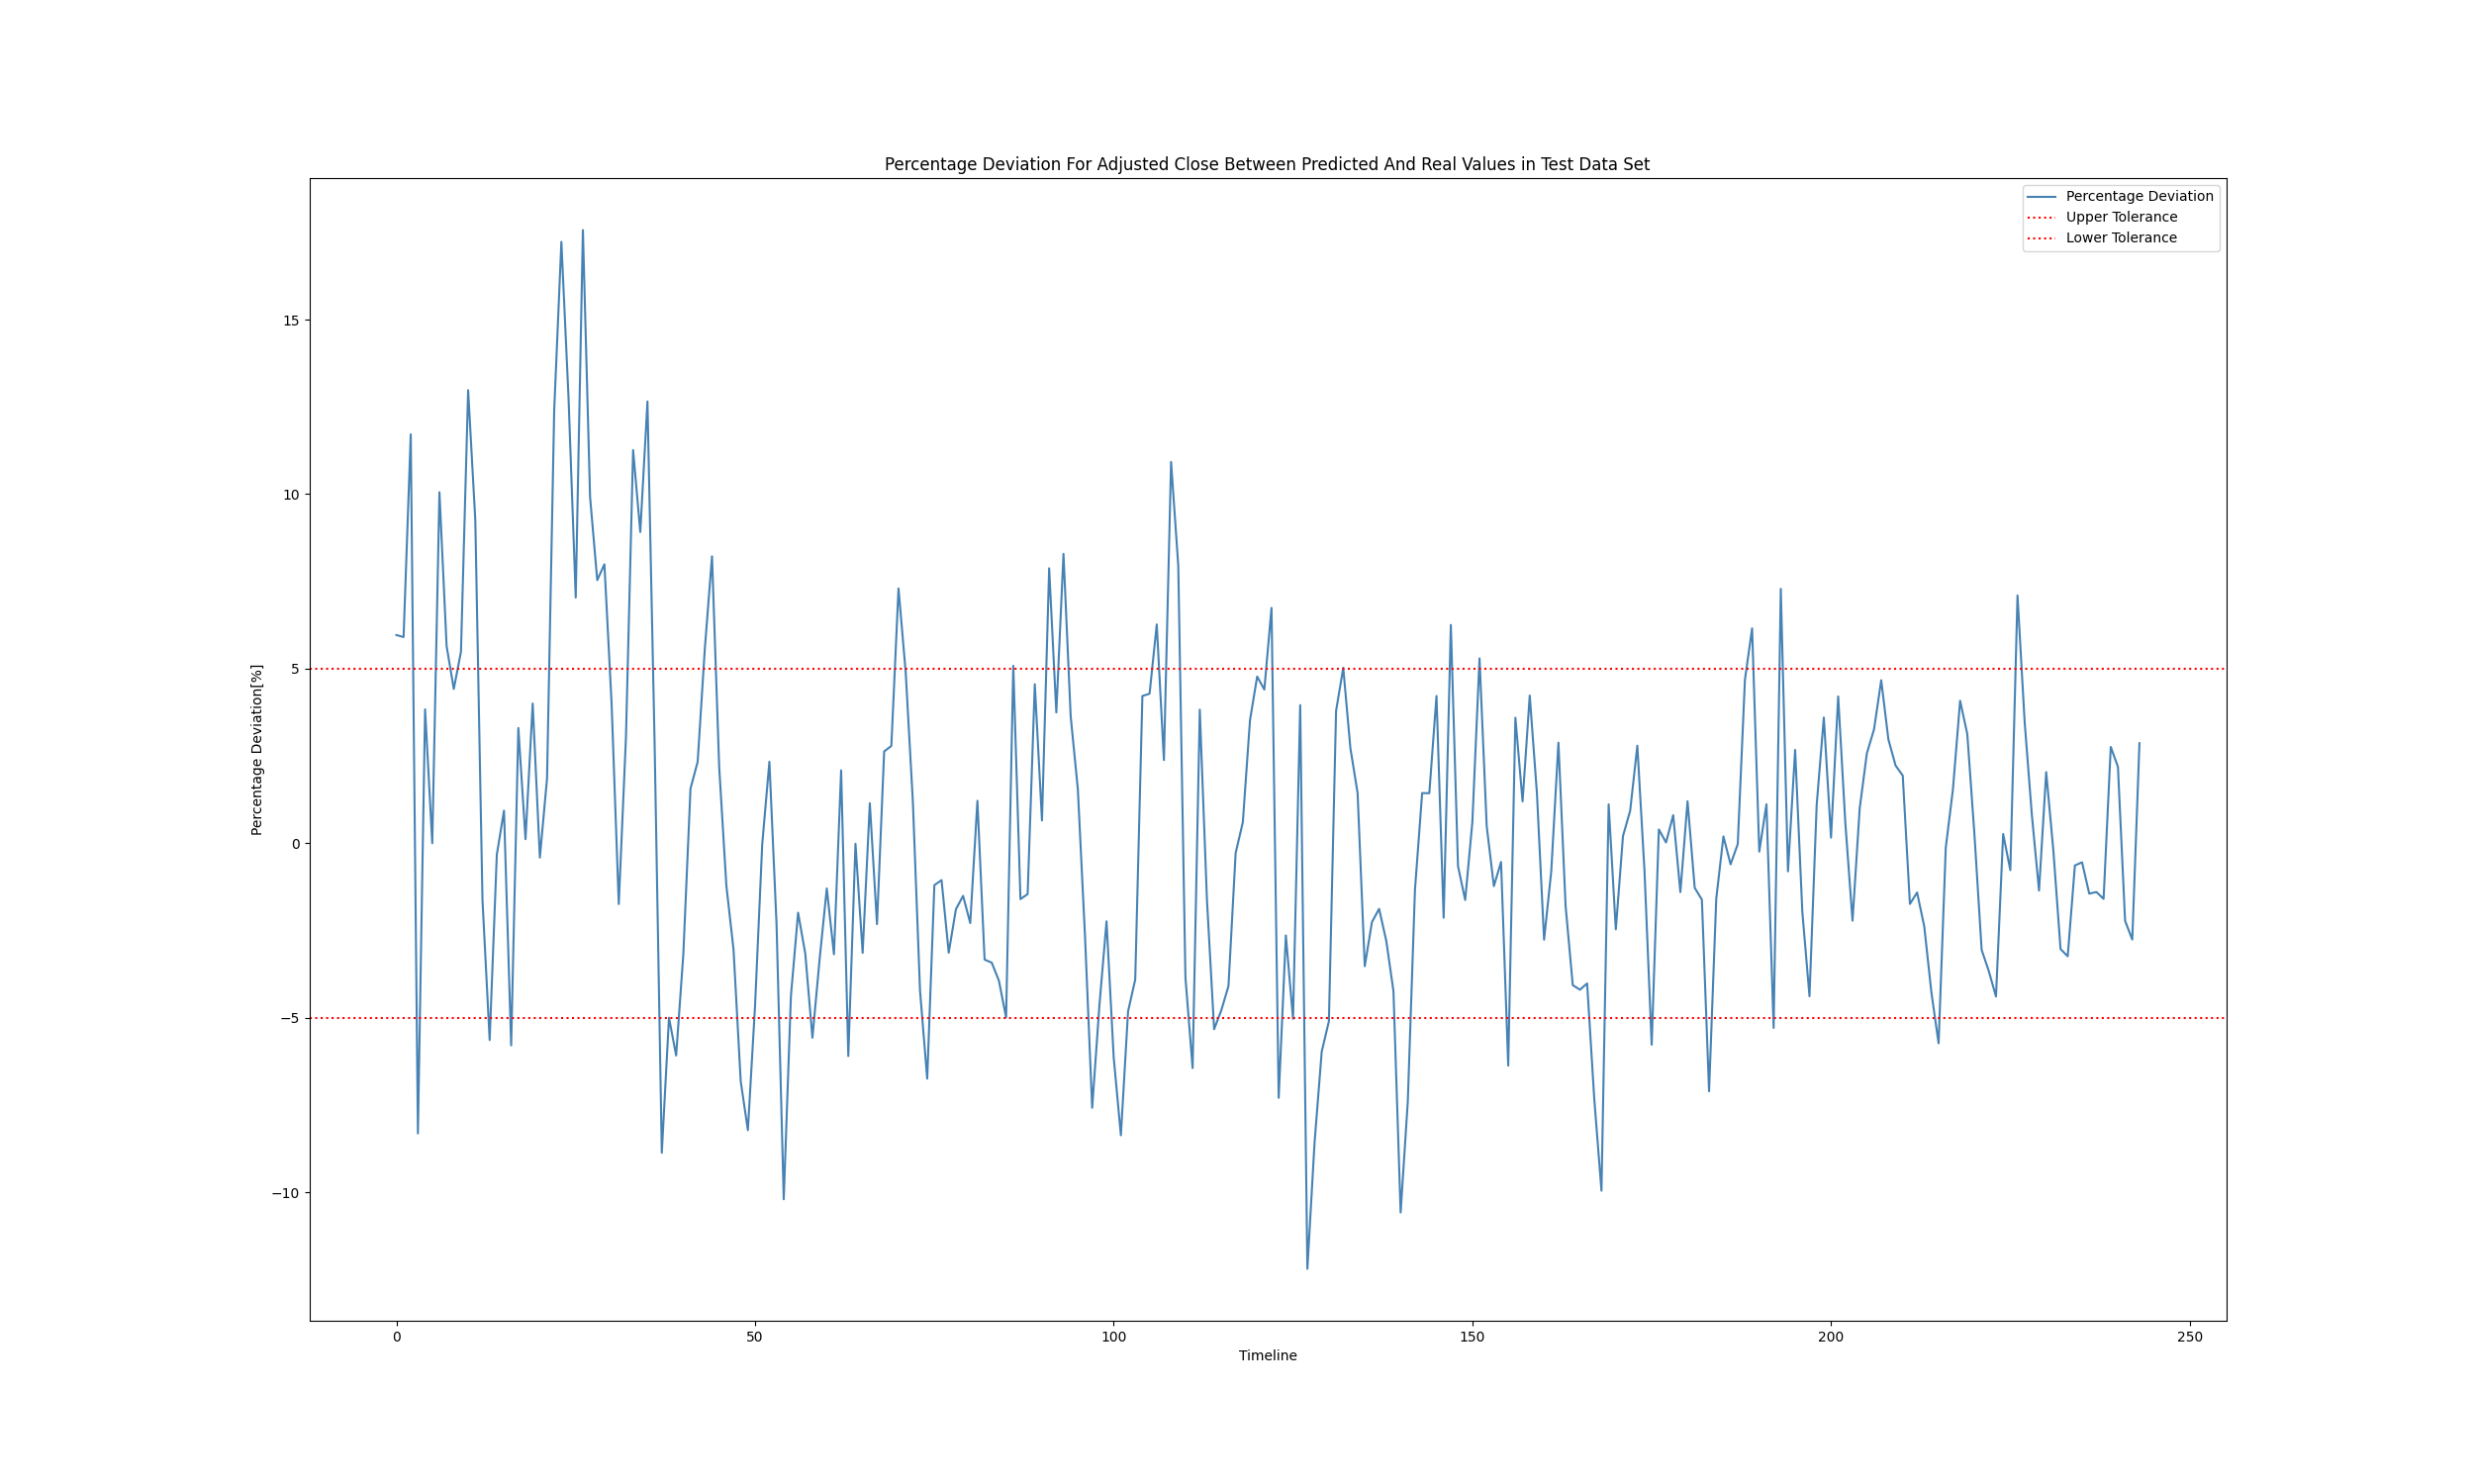 Percentage Deviation For Adjusted Close Between Predicted And Real Values in Test Data Set
Percentage Deviation
Upper Tolerance
Lower Tolerance
Percentage Deviation[%]
15
10
5
0
−5
−10
0
50
100
150
200
250
Timeline